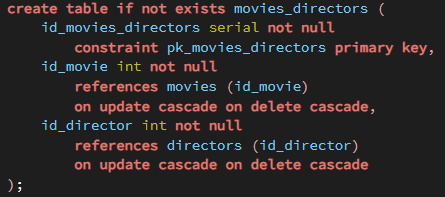 create table if not exists movies_directors (
    id_movies_directors serial not null
        constraint pk_movies_directors primary key,
    id_movie int not null
        references movies (id_movie)
        on update cascade on delete cascade,
    id_director int not null
        references directors (id_director)
        on update cascade on delete cascade
);